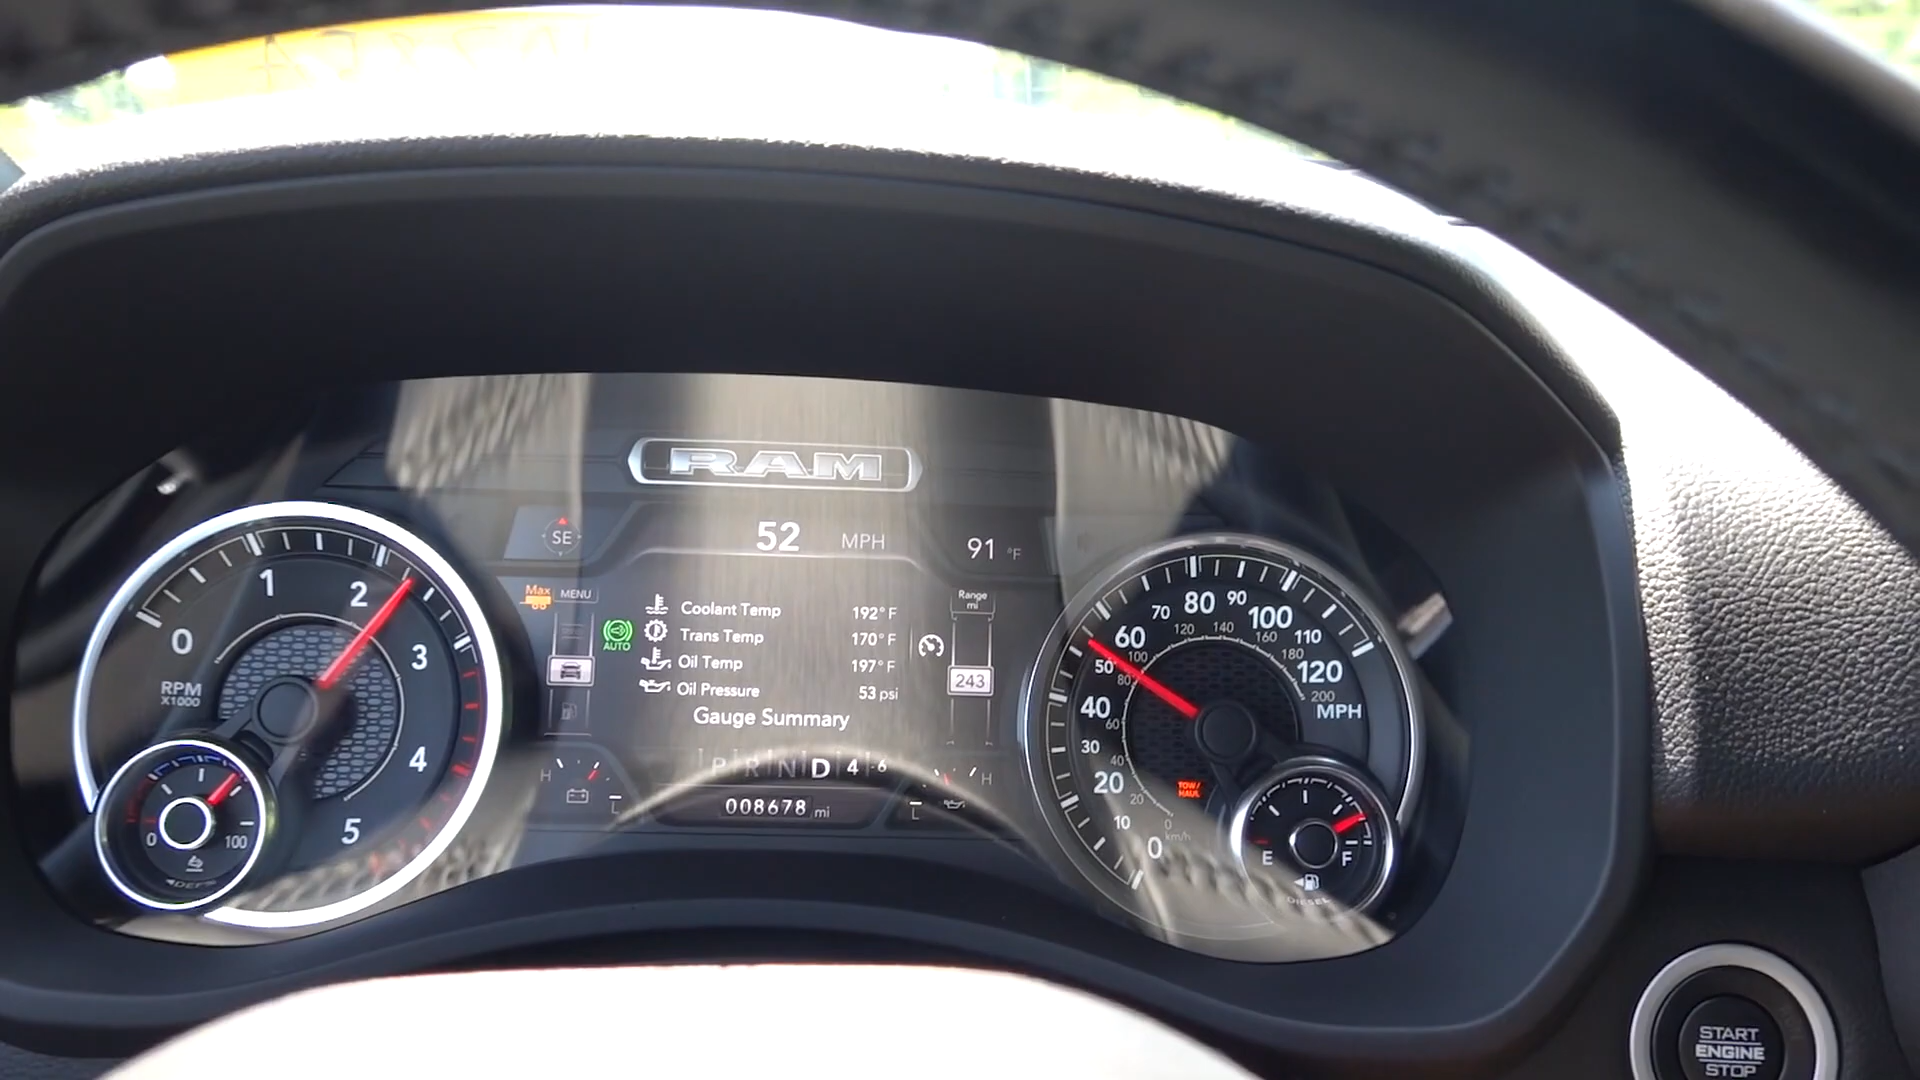 RAM
SE
52 MPH
91 °F
Max
MENU
AUTO
Coolant Temp 192° F
Trans Temp 170° F
Oil Temp 197° F
Oil Pressure 53 psi
Gauge Summary
P R N D 4 -6
008678 mi
H
L
Range
mi
243
H
L
0
1
2
3
4
5
RPM
X1000
0
100
DEF
0
10
20
30
40
50
60
70
80
90
100
110
120
MPH
0
20
40
60
80
100
120
140
160
180
200
km/h
TOW/
HAUL
E
F
DIESEL
START
ENGINE
STOP